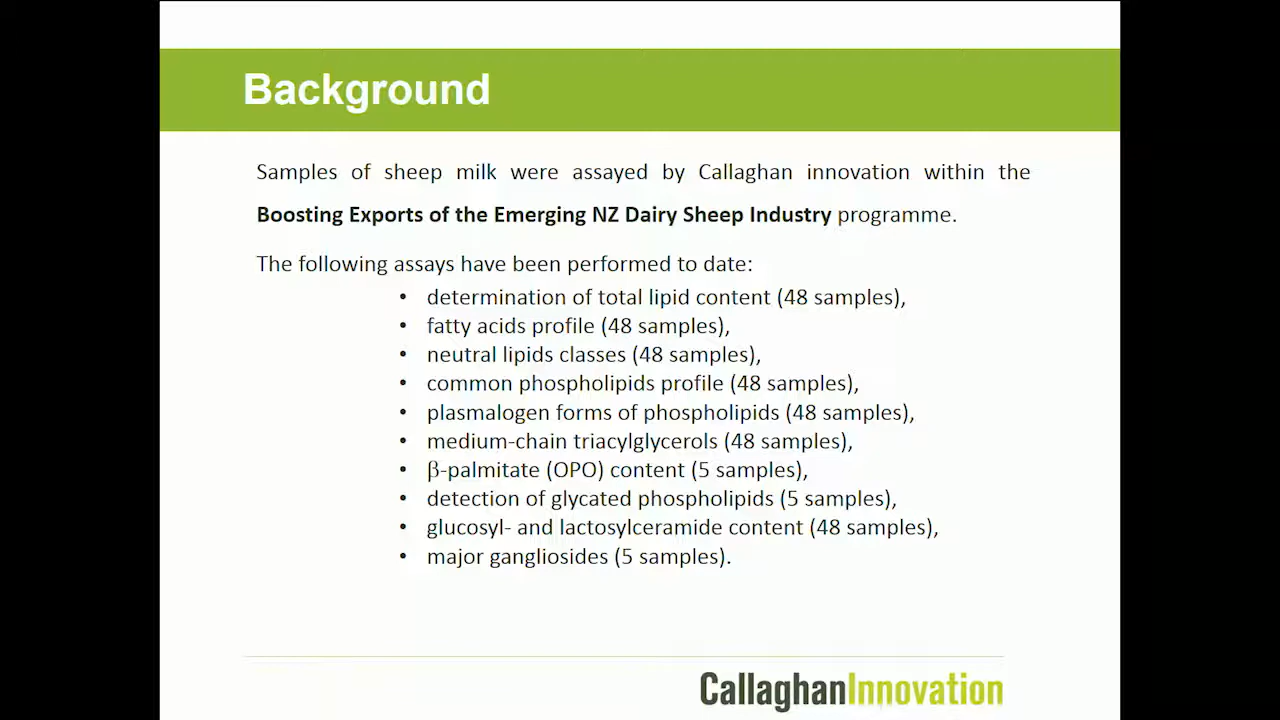 Background
Samples of sheep milk were assayed by Callaghan innovation within the
Boosting Exports of the Emerging NZ Dairy Sheep Industry programme.
The following assays have been performed to date:
• determination of total lipid content (48 samples),
• fatty acids profile (48 samples),
• neutral lipids classes (48 samples),
• common phospholipids profile (48 samples),
• plasmalogen forms of phospholipids (48 samples),
• medium-chain triacylglycerols (48 samples),
• β-palmitate (OPO) content (5 samples),
• detection of glycated phospholipids (5 samples),
• glucosyl- and lactosylceramide content (48 samples),
• major gangliosides (5 samples).
CallaghanInnovation